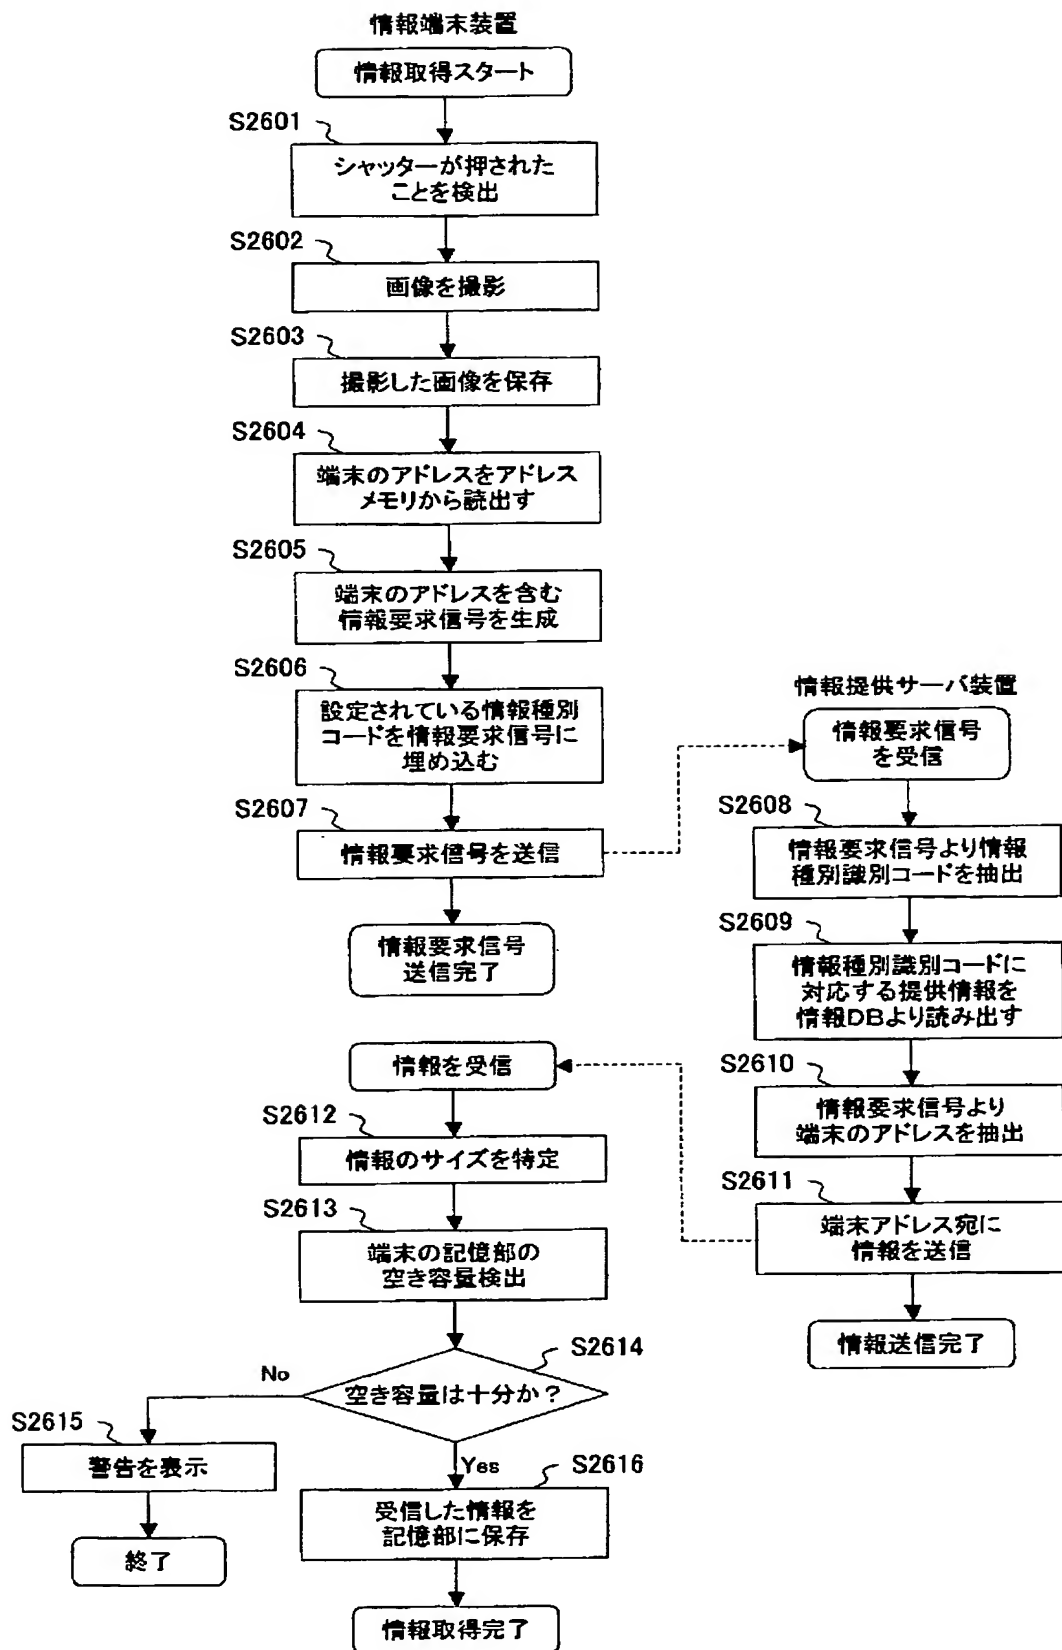 情報端末装置
情報取得スタート
S2601
シャッターが押された
ことを検出
S2602
画像を撮影
S2603
撮影した画像を保存
S2604
端末のアドレスをアドレス
メモリから読出す
S2605
端末のアドレスを含む
情報要求信号を生成
S2606
設定されている情報種別
コードを情報要求信号に
埋め込む
S2607
情報要求信号を送信
情報要求信号
送信完了
情報提供サーバ装置
情報要求信号
を受信
S2608
情報要求信号より情報
種別識別コードを抽出
S2609
情報種別識別コードに
対応する提供情報を
情報DBより読み出す
S2610
情報要求信号より
端末のアドレスを抽出
S2611
端末アドレス宛に
情報を送信
情報送信完了
情報を受信
S2612
情報のサイズを特定
S2613
端末の記憶部の
空き容量検出
S2614
空き容量は十分か？
No
S2615
警告を表示
終了
Yes
S2616
受信した情報を
記憶部に保存
情報取得完了